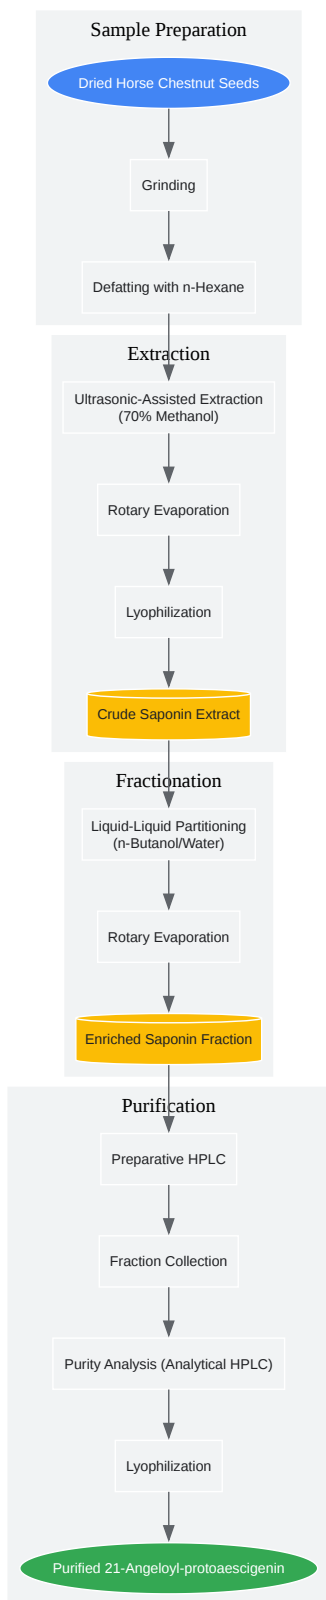 Sample Preparation
Dried Horse Chestnut Seeds
Grinding
Defatting with n-Hexane
Extraction
Ultrasonic-Assisted Extraction
(70% Methanol)
Rotary Evaporation
Lyophilization
Crude Saponin Extract
Fractionation
Liquid-Liquid Partitioning
(n-Butanol/Water)
Rotary Evaporation
Enriched Saponin Fraction
Purification
Preparative HPLC
Fraction Collection
Purity Analysis (Analytical HPLC)
Lyophilization
Purified 21-Angeloyl-protoaescigenin